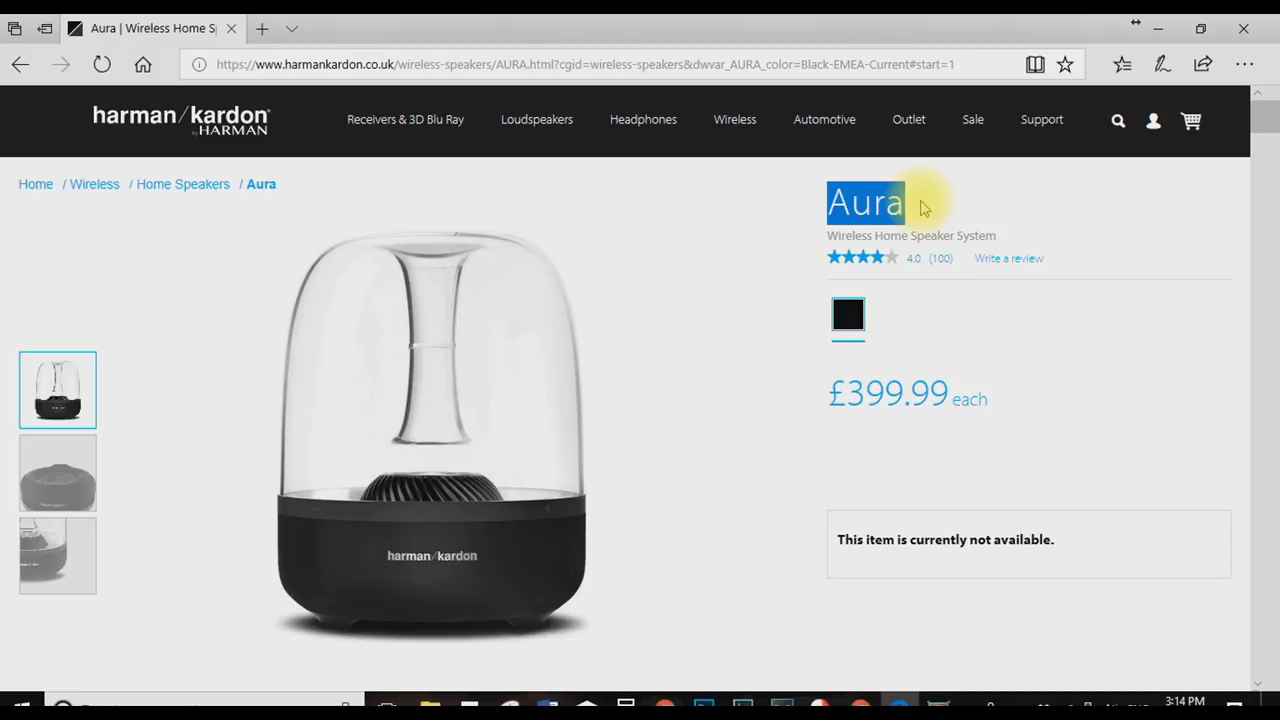 Aura | Wireless Home Sp
https://www.harmankardon.co.uk/wireless-speakers/AURA.html?cgid=wireless-speakers&dwvar_AURA_color=Black-EMEA-Current#start=1
harman/kardon®
by HARMAN
Receivers & 3D Blu Ray Loudspeakers Headphones Wireless Automotive Outlet Sale Support
Home / Wireless / Home Speakers / Aura
Aura
Wireless Home Speaker System
4.0 (100) Write a review
£399.99 each
This item is currently not available.
harman/kardon
3:14 PM
ENG